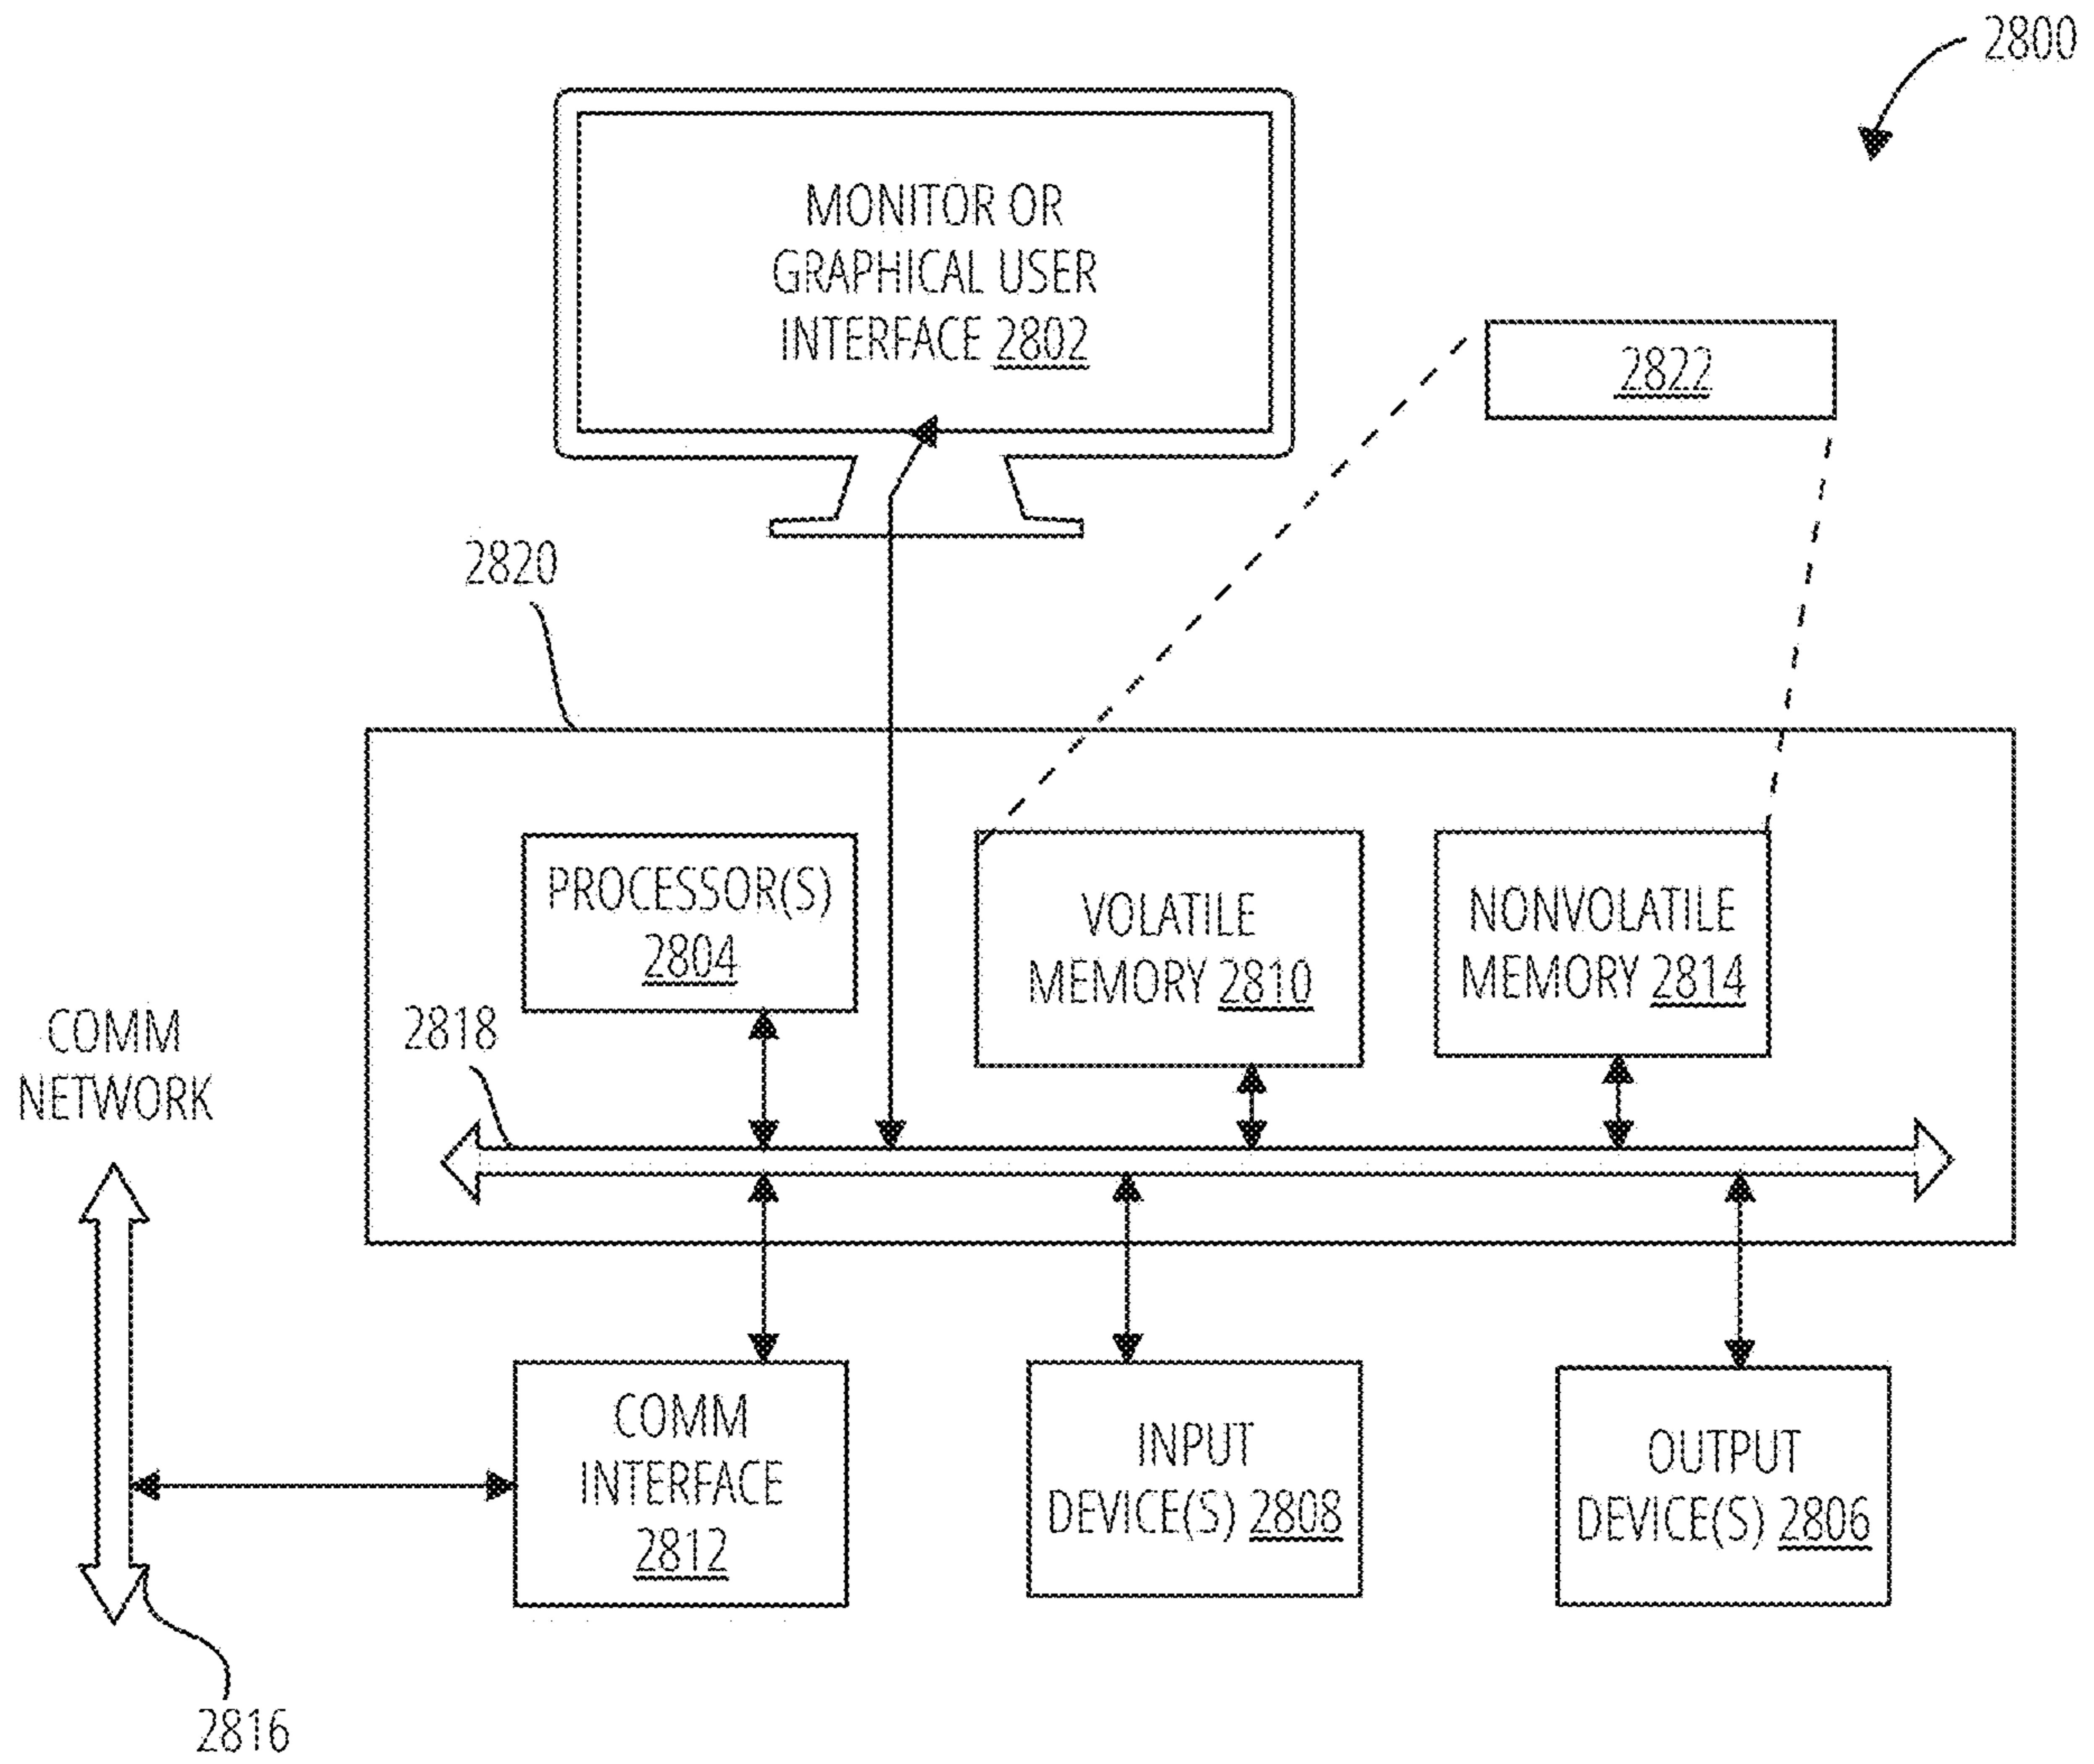 2800
MONITOR OR
GRAPHICAL USER
INTERFACE 2802
2822
2820
PROCESSOR(S)
2804
VOLATILE
MEMORY 2810
NONVOLATILE
MEMORY 2814
2818
COMM
NETWORK
COMM
INTERFACE
2812
INPUT
DEVICE(S) 2808
OUTPUT
DEVICE(S) 2806
2816